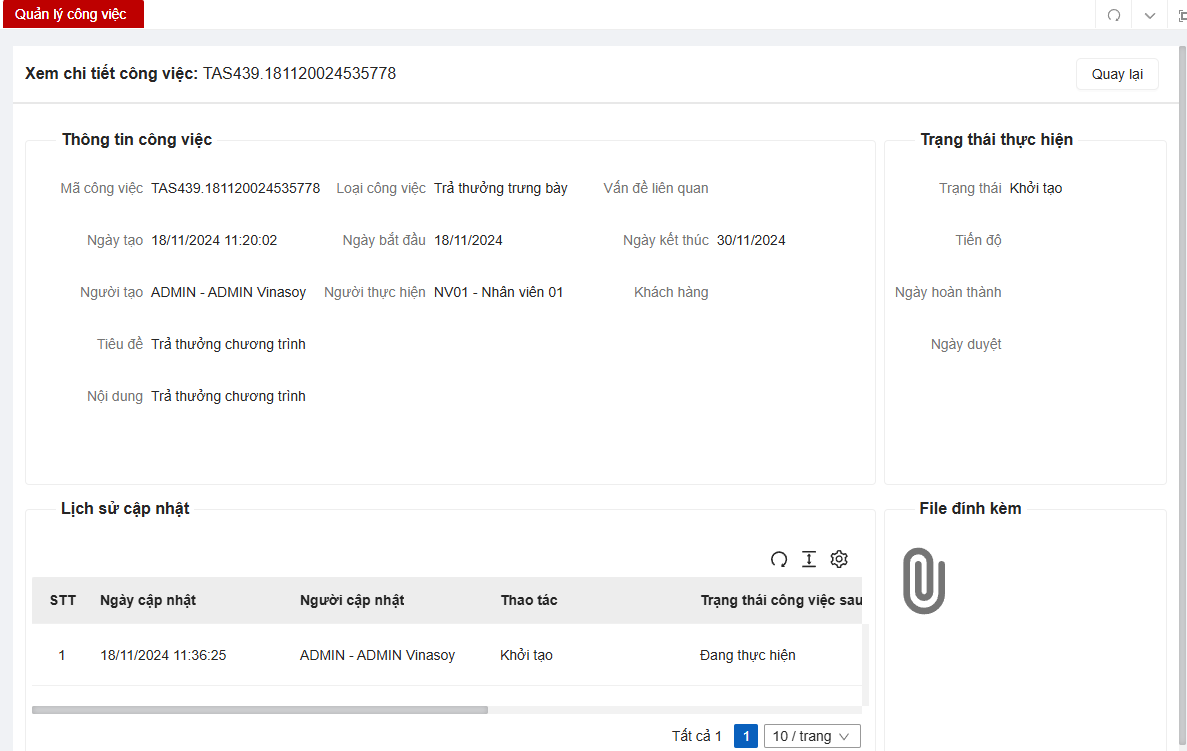 Quản lý công việc
Xem chi tiết công việc: TAS439.181120024535778
Quay lại
Thông tin công việc
Mã công việc TAS439.181120024535778 Loại công việc Trả thưởng trưng bày Vấn đề liên quan
Ngày tạo 18/11/2024 11:20:02 Ngày bắt đầu 18/11/2024 Ngày kết thúc 30/11/2024
Người tạo ADMIN - ADMIN Vinasoy Người thực hiện NV01 - Nhân viên 01 Khách hàng
Tiêu đề Trả thưởng chương trình
Nội dung Trả thưởng chương trình
Trạng thái thực hiện
Trạng thái Khởi tạo
Tiến độ
Ngày hoàn thành
Ngày duyệt
Lịch sử cập nhật
STT Ngày cập nhật Người cập nhật Thao tác Trạng thái công việc sau
1 18/11/2024 11:36:25 ADMIN - ADMIN Vinasoy Khởi tạo Đang thực hiện
Tất cả 1 1 10 / trang
File đính kèm